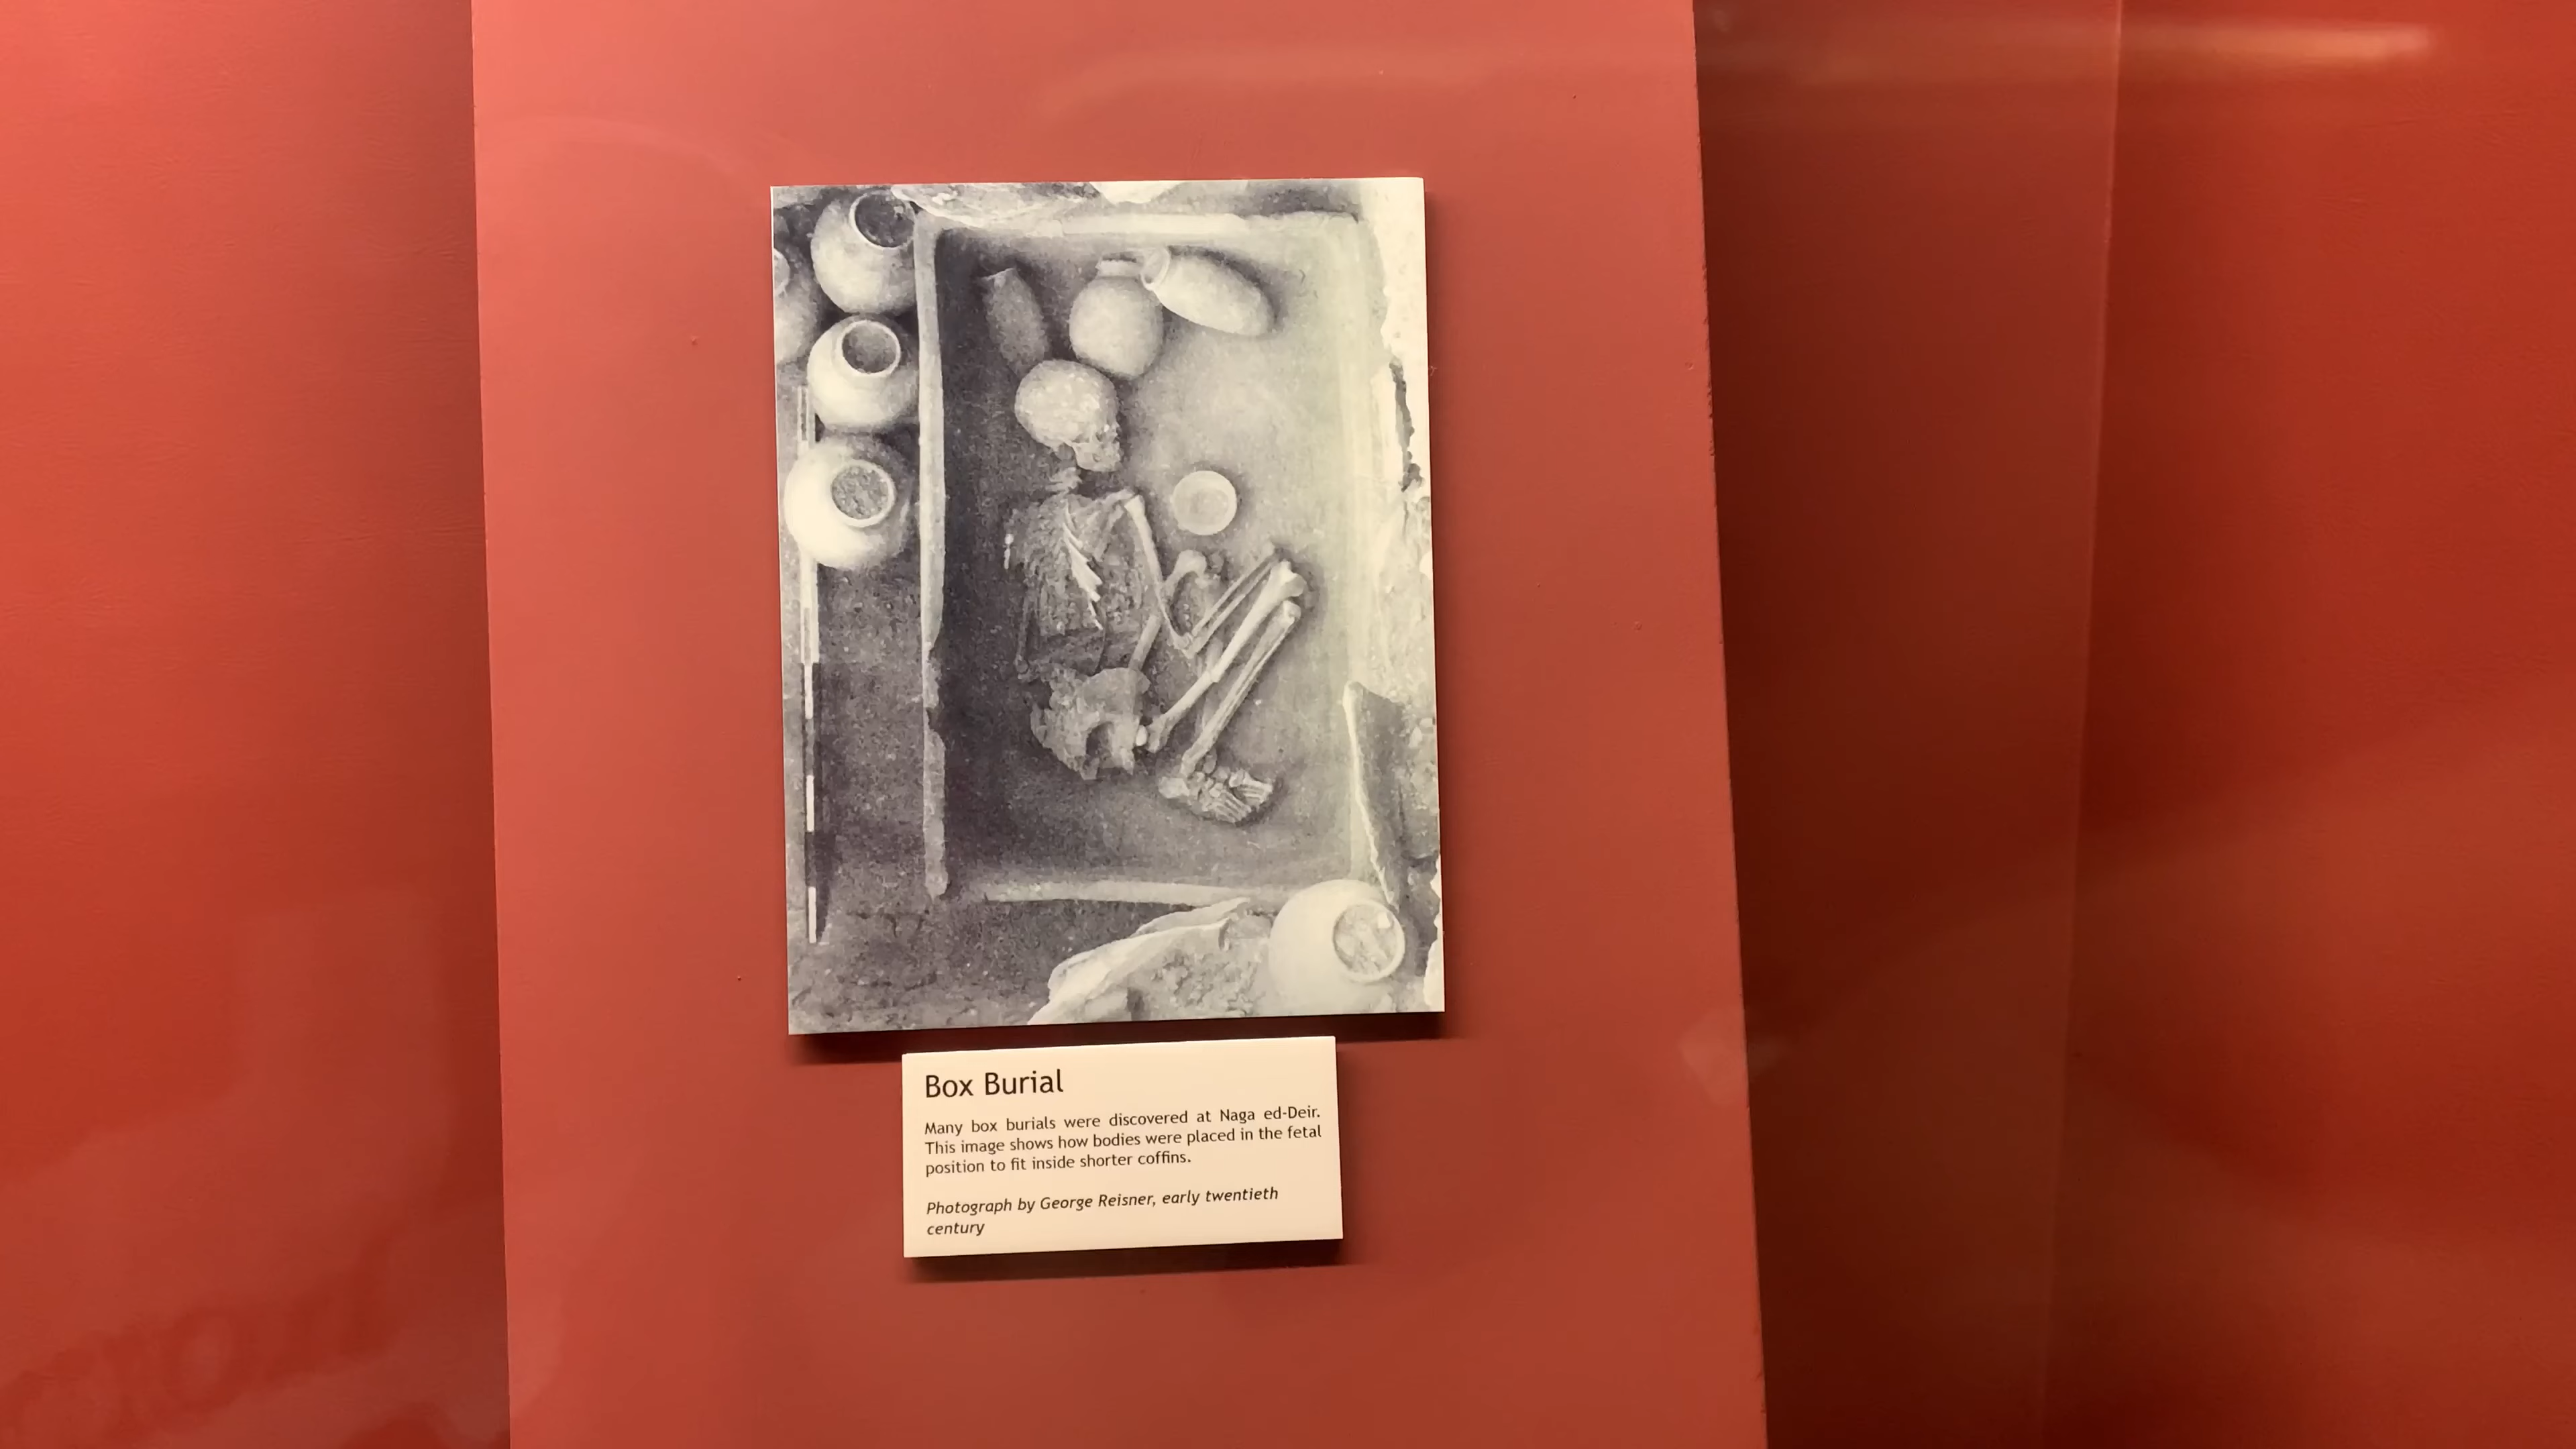 Box Burial
Many box burials were discovered at Naga ed-Deir.
This image shows how bodies were placed in the fetal
position to fit inside shorter coffins.
Photograph by George Reisner, early twentieth
century